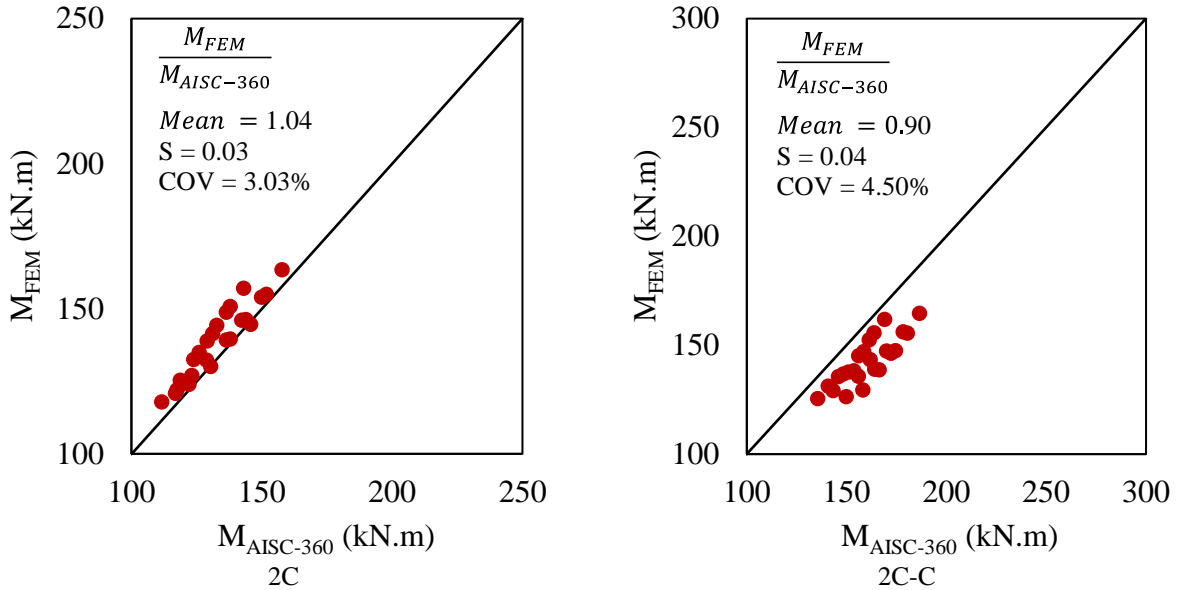 M_FEM
M_AISC−360
Mean = 1.04
S = 0.03
COV = 3.03%
250
200
150
100
M_FEM (kN.m)
100 150 200 250
M_AISC-360 (kN.m)
2C
M_FEM
M_AISC−360
Mean = 0.90
S = 0.04
COV = 4.50%
300
250
200
150
100
M_FEM (kN.m)
100 150 200 250 300
M_AISC-360 (kN.m)
2C-C